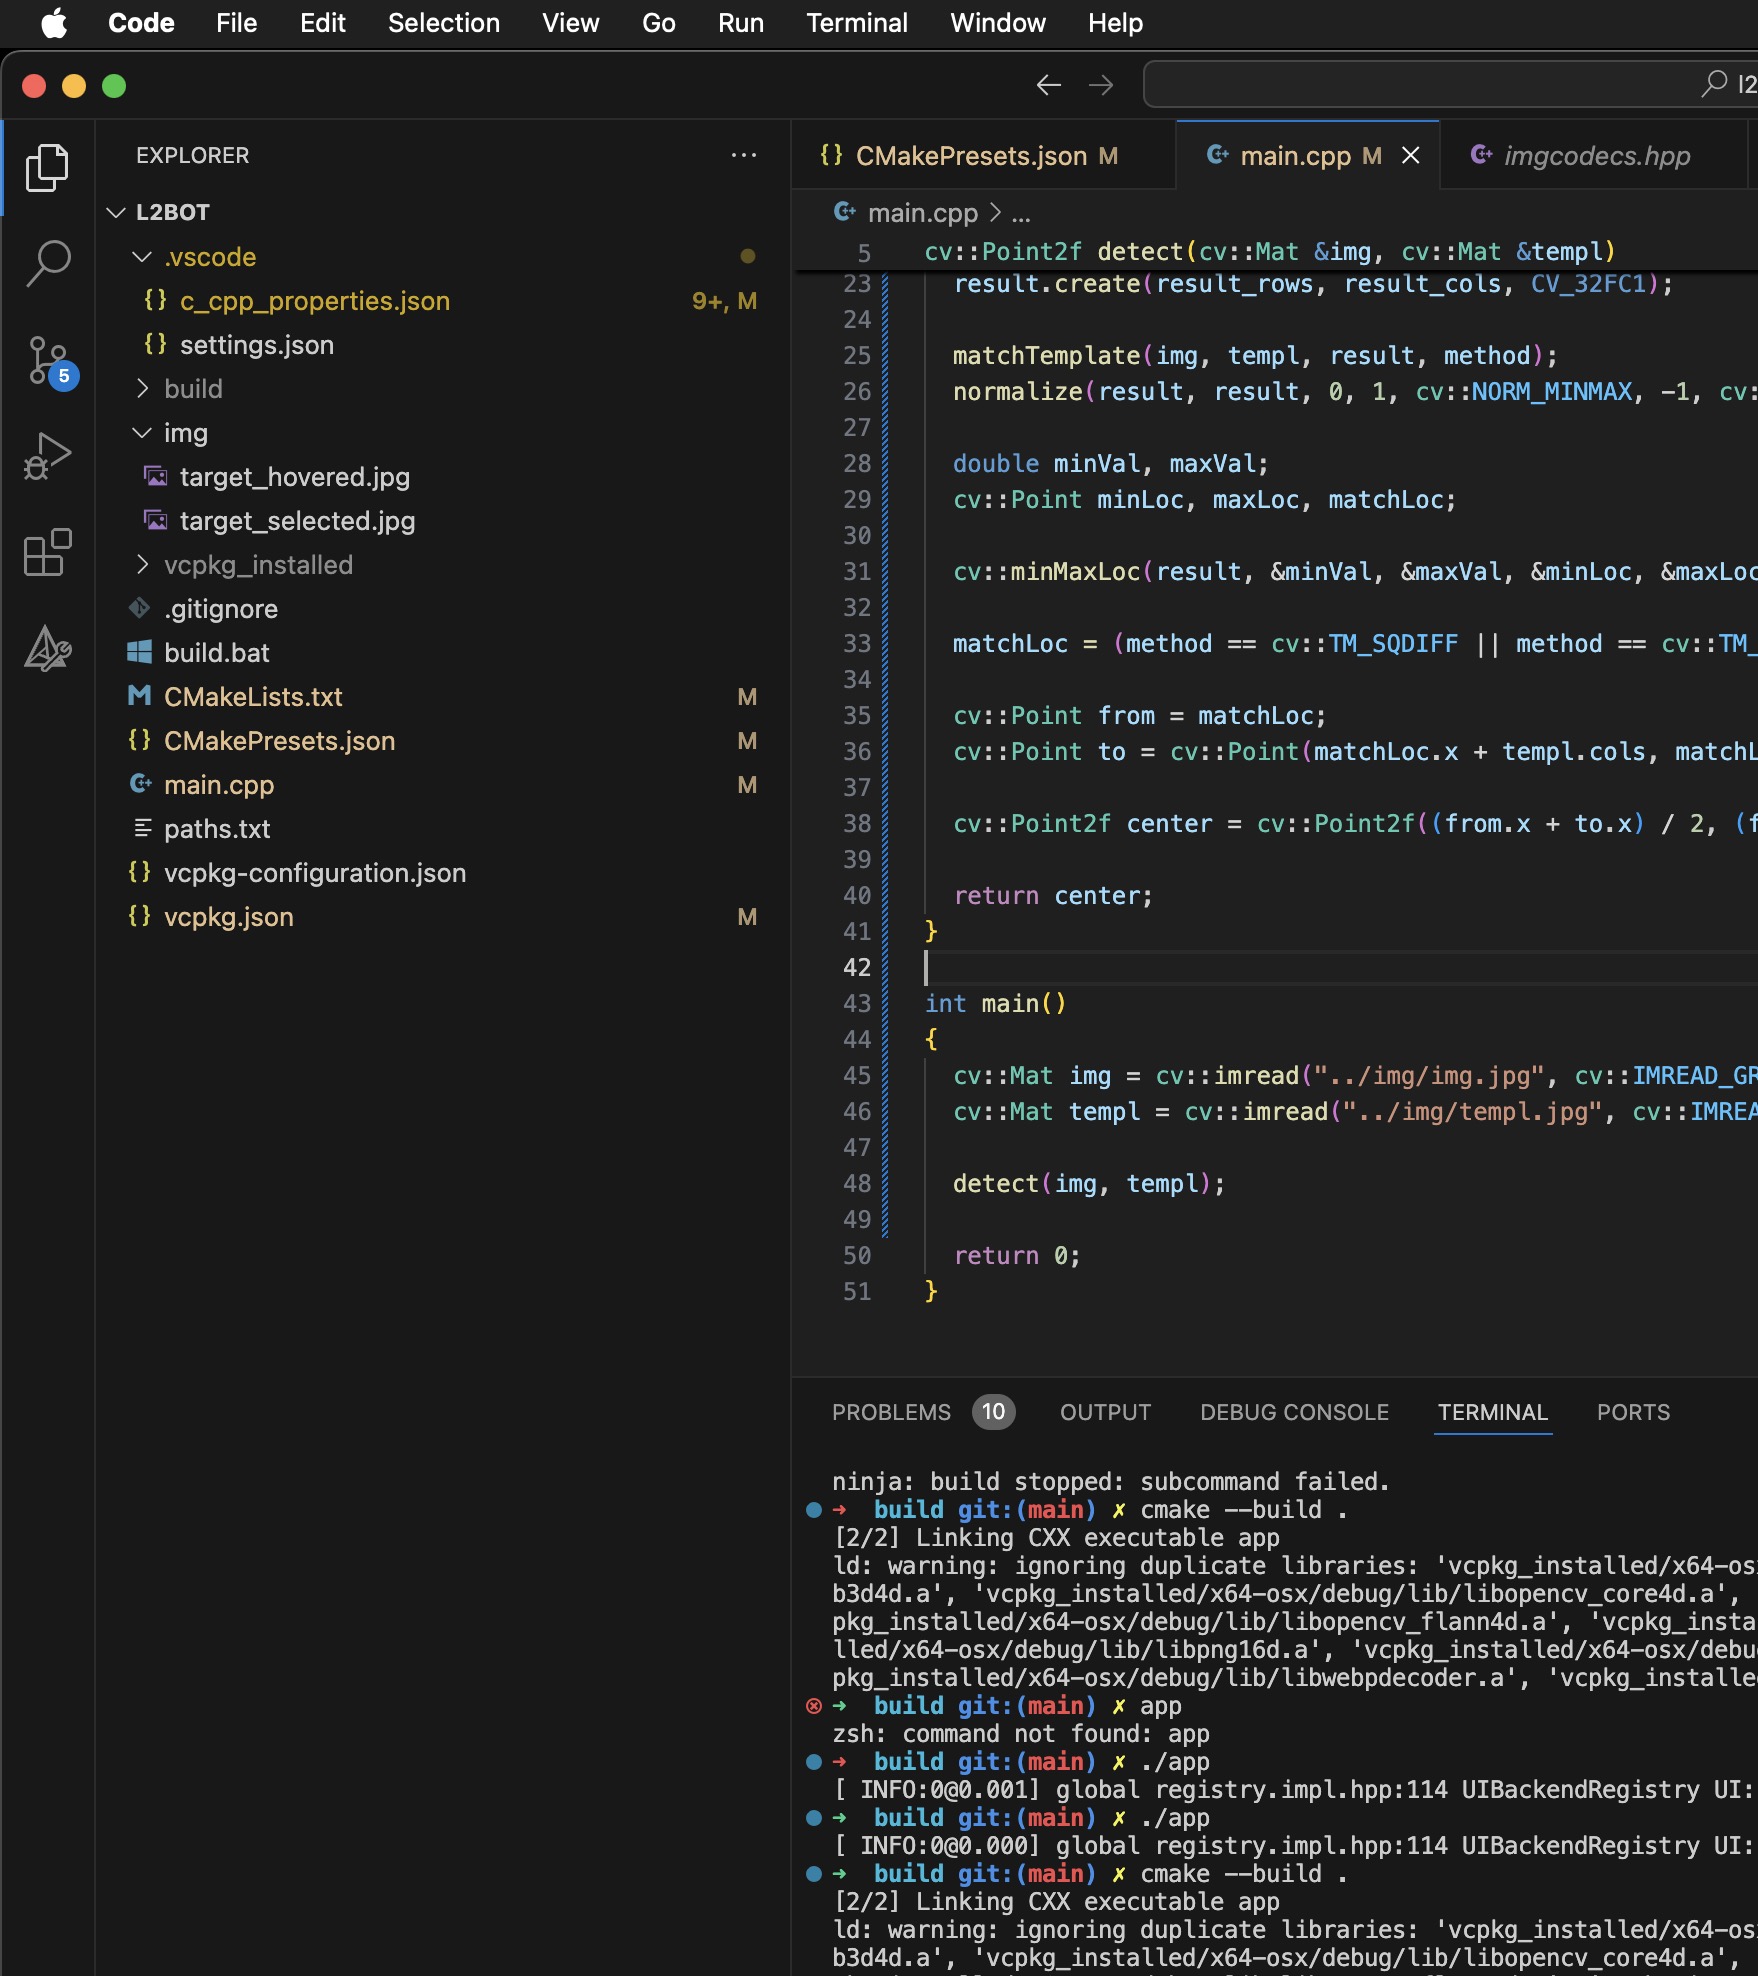 Code File Edit Selection View Go Run Terminal Window Help
l2
EXPLORER
L2BOT
.vscode
c_cpp_properties.json 9+, M
settings.json
build
img
target_hovered.jpg
target_selected.jpg
vcpkg_installed
.gitignore
build.bat
CMakeLists.txt M
CMakePresets.json M
main.cpp M
paths.txt
vcpkg-configuration.json
vcpkg.json M
5
CMakePresets.json M main.cpp M imgcodecs.hpp
main.cpp > ...
5 cv::Point2f detect(cv::Mat &img, cv::Mat &templ)
23 result.create(result_rows, result_cols, CV_32FC1);
24
25 matchTemplate(img, templ, result, method);
26 normalize(result, result, 0, 1, cv::NORM_MINMAX, -1, cv:
27
28 double minVal, maxVal;
29 cv::Point minLoc, maxLoc, matchLoc;
30
31 cv::minMaxLoc(result, &minVal, &maxVal, &minLoc, &maxLoc
32
33 matchLoc = (method == cv::TM_SQDIFF || method == cv::TM_
34
35 cv::Point from = matchLoc;
36 cv::Point to = cv::Point(matchLoc.x + templ.cols, matchL
37
38 cv::Point2f center = cv::Point2f((from.x + to.x) / 2, (f
39
40 return center;
41 }
42
43 int main()
44 {
45 cv::Mat img = cv::imread("../img/img.jpg", cv::IMREAD_GR
46 cv::Mat templ = cv::imread("../img/templ.jpg", cv::IMREA
47
48 detect(img, templ);
49
50 return 0;
51 }
PROBLEMS 10 OUTPUT DEBUG CONSOLE TERMINAL PORTS
ninja: build stopped: subcommand failed.
➜ build git:(main) ✗ cmake --build .
[2/2] Linking CXX executable app
ld: warning: ignoring duplicate libraries: 'vcpkg_installed/x64-os
b3d4d.a', 'vcpkg_installed/x64-osx/debug/lib/libopencv_core4d.a',
pkg_installed/x64-osx/debug/lib/libopencv_flann4d.a', 'vcpkg_insta
lled/x64-osx/debug/lib/libpng16d.a', 'vcpkg_installed/x64-osx/debu
pkg_installed/x64-osx/debug/lib/libwebpdecoder.a', 'vcpkg_installe
➜ build git:(main) ✗ app
zsh: command not found: app
➜ build git:(main) ✗ ./app
[ INFO:0@0.001] global registry.impl.hpp:114 UIBackendRegistry UI:
➜ build git:(main) ✗ ./app
[ INFO:0@0.000] global registry.impl.hpp:114 UIBackendRegistry UI:
➜ build git:(main) ✗ cmake --build .
[2/2] Linking CXX executable app
ld: warning: ignoring duplicate libraries: 'vcpkg_installed/x64-os
b3d4d.a', 'vcpkg_installed/x64-osx/debug/lib/libopencv_core4d.a',